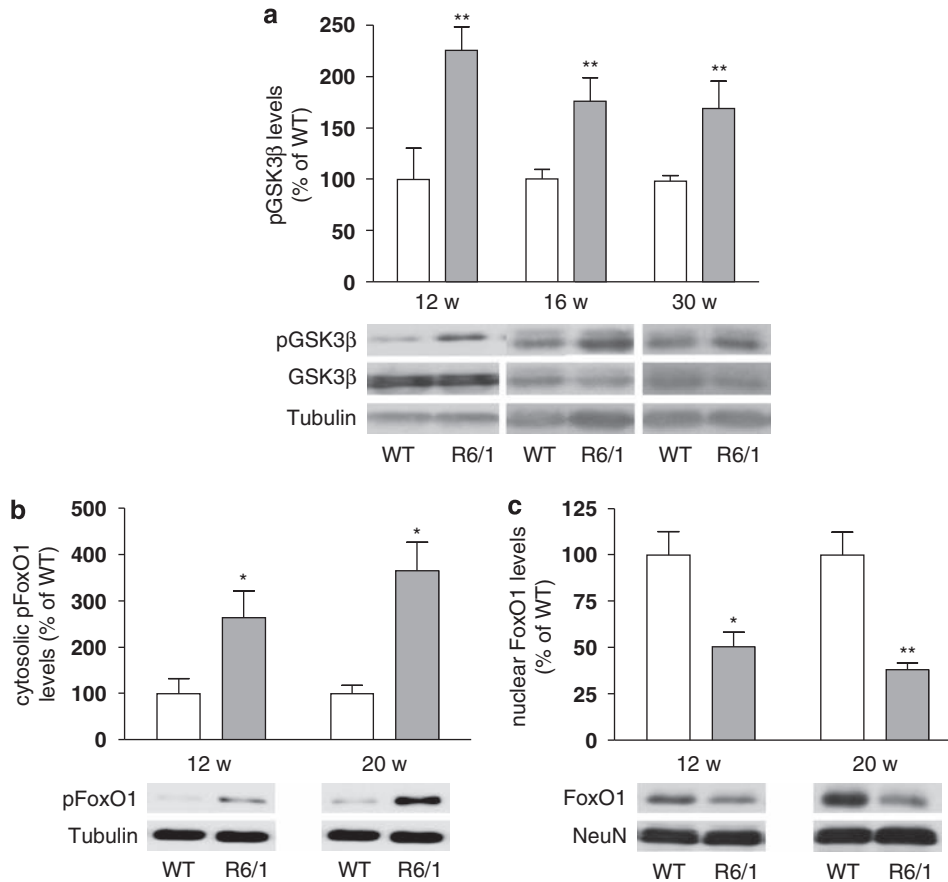 a
pGSK3β levels
(% of WT)
250
200
150
100
50
0
** ** **
12 w 16 w 30 w
pGSK3β
GSK3β
Tubulin
WT R6/1 WT R6/1 WT R6/1
b
cytosolic pFoxO1
levels (% of WT)
500
400
300
200
100
0
* *
12 w 20 w
pFoxO1
Tubulin
WT R6/1 WT R6/1
c
nuclear FoxO1 levels
(% of WT)
125
100
75
50
25
0
* **
12 w 20 w
FoxO1
NeuN
WT R6/1 WT R6/1